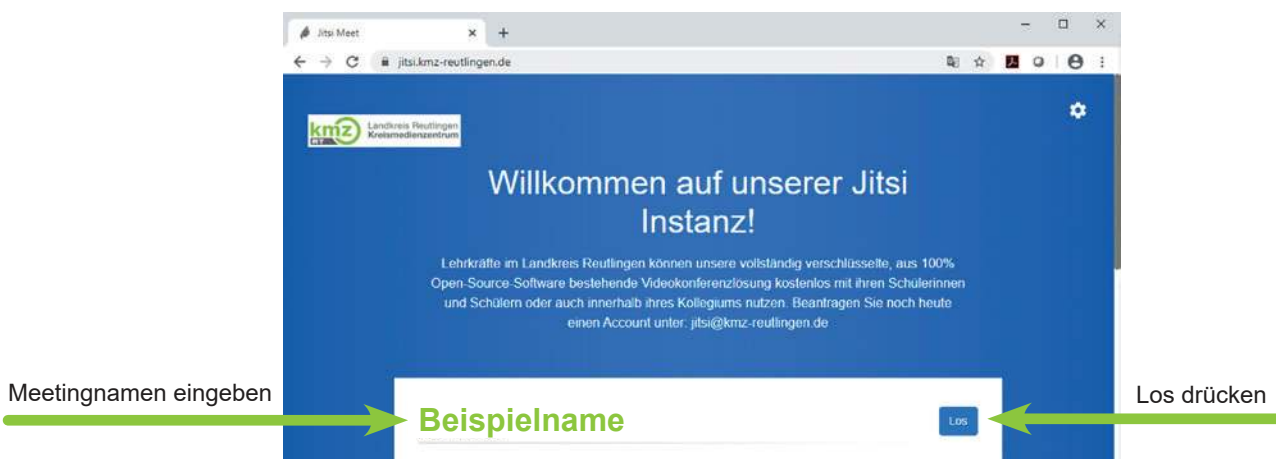 Jitsi Meet
jitsi.kmz-reutlingen.de
kmz Landkreis Reutlingen
RT Kreismedienzentrum
Willkommen auf unserer Jitsi
Instanz!
Lehrkräfte im Landkreis Reutlingen können unsere vollständig verschlüsselte, aus 100%
Open-Source-Software bestehende Videokonferenzlösung kostenlos mit ihren Schülerinnen
und Schülern oder auch innerhalb ihres Kollegiums nutzen. Beantragen Sie noch heute
einen Account unter: jitsi@kmz-reutlingen.de
Meetingnamen eingeben
Beispielname
Los
Los drücken